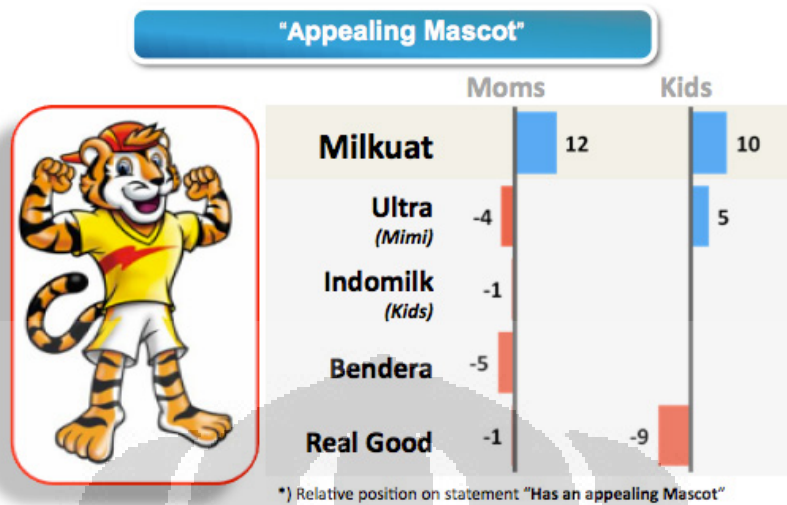 "Appealing Mascot"
Moms Kids
Milkuat 12 10
Ultra -4 5
(Mimi)
Indomilk -1
(Kids)
Bendera -5
Real Good -1 -9
*) Relative position on statement "Has an appealing Mascot"